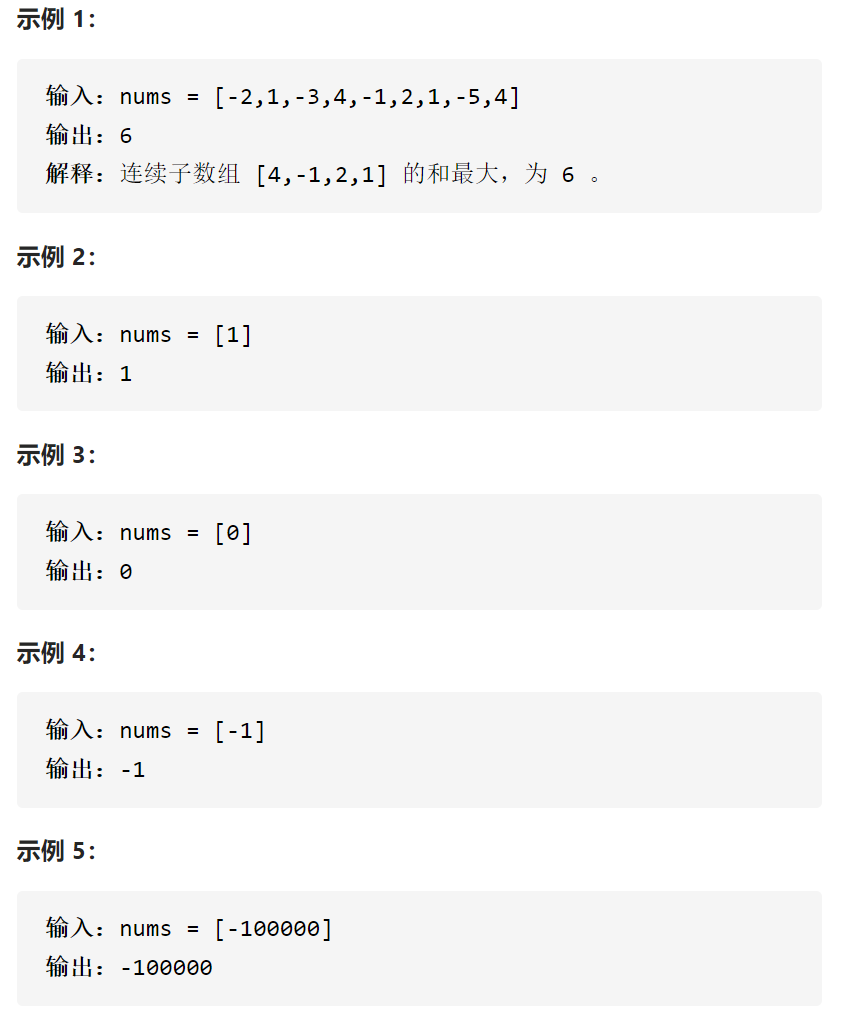 示例 1：
输入：nums = [-2,1,-3,4,-1,2,1,-5,4]
输出：6
解释：连续子数组 [4,-1,2,1] 的和最大，为 6 。
示例 2：
输入：nums = [1]
输出：1
示例 3：
输入：nums = [0]
输出：0
示例 4：
输入：nums = [-1]
输出：-1
示例 5：
输入：nums = [-100000]
输出：-100000